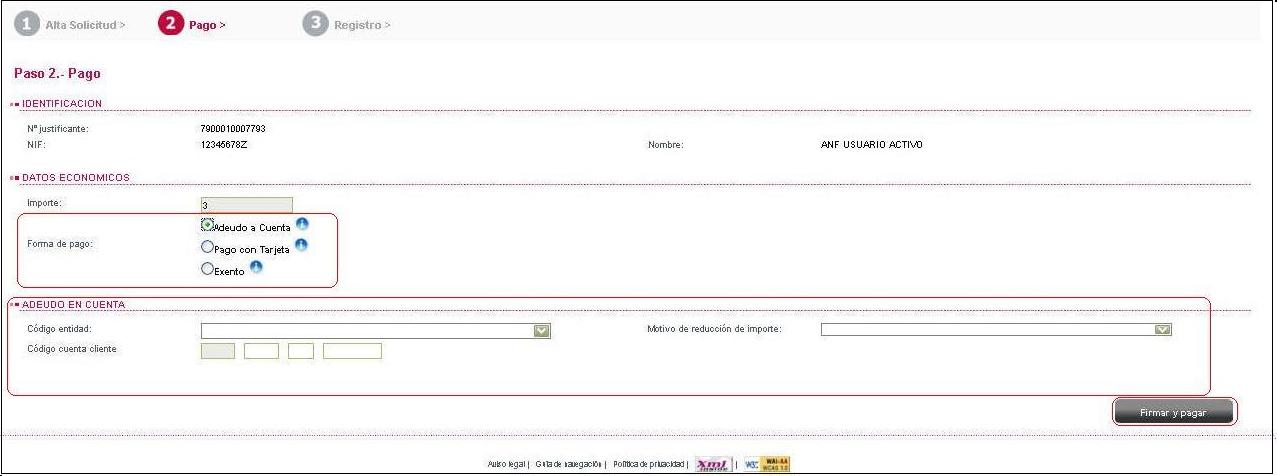 1 Alta Solicitud > 2 Pago > 3 Registro >
Paso 2.- Pago
IDENTIFICACION
Nº justificante: 7900010007793
NIF: 12345678Z Nombre: ANF USUARIO ACTIVO
DATOS ECONOMICOS
Importe: 3
Adeudo a Cuenta
Forma de pago: Pago con Tarjeta
Exento
ADEUDO EN CUENTA
Código entidad: Motivo de reducción de importe:
Código cuenta cliente
Firmar y pagar
Aviso legal | Guía de navegación | Política de privacidad | Xml inside | W3C WAI-AA WCAG 1.0